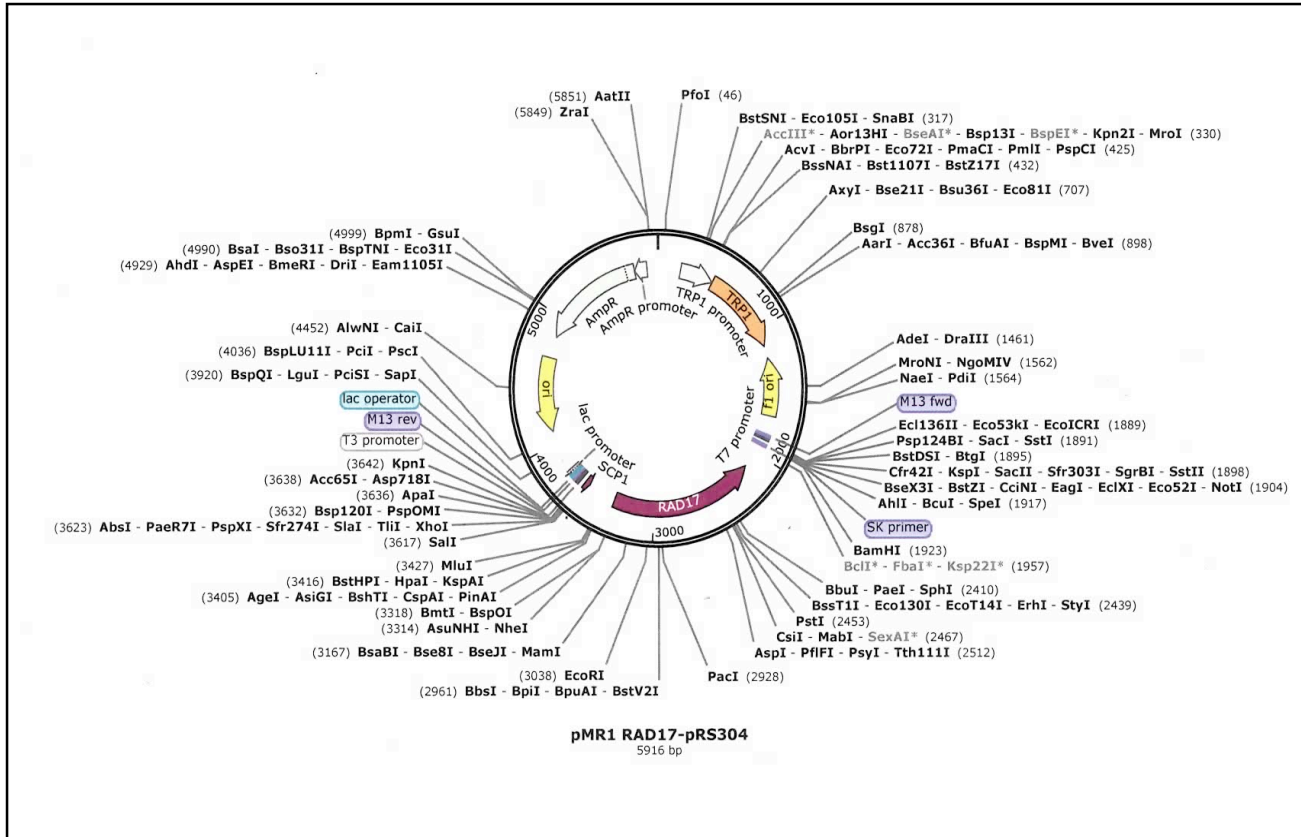 (5851) AatII
(5849) ZraI
PfoI (46)
BstSNI - Eco105I - SnaBI (317)
AccIII* - Aor13HI - BseAI* - Bsp13I - BspEI* - Kpn2I - MroI (330)
AcvI - BbrPI - Eco72I - PmaCI - PmlI - PspCI (425)
BssNAI - Bst1107I - BstZ17I (432)
AxyI - Bse21I - Bsu36I - Eco81I (707)
BsgI (878)
AarI - Acc36I - BfuAI - BspMI - BveI (898)
AdeI - DraIII (1461)
MroNI - NgoMIV (1562)
NaeI - PdiI (1564)
M13 fwd
Ecl136II - Eco53kI - EcoICRI (1889)
Psp124BI - SacI - SstI (1891)
BstDSI - BtgI (1895)
Cfr42I - KspI - SacII - Sfr303I - SgrBI - SstII (1898)
BseX3I - BstZI - CciNI - EagI - EclXI - Eco52I - NotI (1904)
AhlI - BcuI - SpeI (1917)
SK primer
BamHI (1923)
BclI* - FbaI* - Ksp22I* (1957)
BbuI - PaeI - SphI (2410)
BssT1I - Eco130I - EcoT14I - ErhI - StyI (2439)
PstI (2453)
CsiI - MabI - SexAI* (2467)
AspI - PflFI - PsyI - Tth111I (2512)
PacI (2928)
(4999) BpmI - GsuI
(4990) BsaI - Bso31I - BspTNI - Eco31I
(4929) AhdI - AspEI - BmeRI - DriI - Eam1105I
(4452) AlwNI - CaiI
(4036) BspLU11I - PciI - PscI
(3920) BspQI - LguI - PciSI - SapI
lac operator
M13 rev
T3 promoter
(3642) KpnI
(3638) Acc65I - Asp718I
(3636) ApaI
(3632) Bsp120I - PspOMI
(3623) AbsI - PaeR7I - PspXI - Sfr274I - SlaI - TliI - XhoI
(3617) SalI
(3427) MluI
(3416) BstHPI - HpaI - KspAI
(3405) AgeI - AsiGI - BshTI - CspAI - PinAI
(3318) BmtI - BspOI
(3314) AsuNHI - NheI
(3167) BsaBI - Bse8I - BseJI - MamI
(3038) EcoRI
(2961) BbsI - BpiI - BpuAI - BstV2I
AmpR
AmpR promoter
TRP1 promoter
TRP1
1000
f1 ori
T7 promoter
2000
RAD17
3000
SCP1
lac promoter
4000
ori
5000
pMR1 RAD17-pRS304
5916 bp